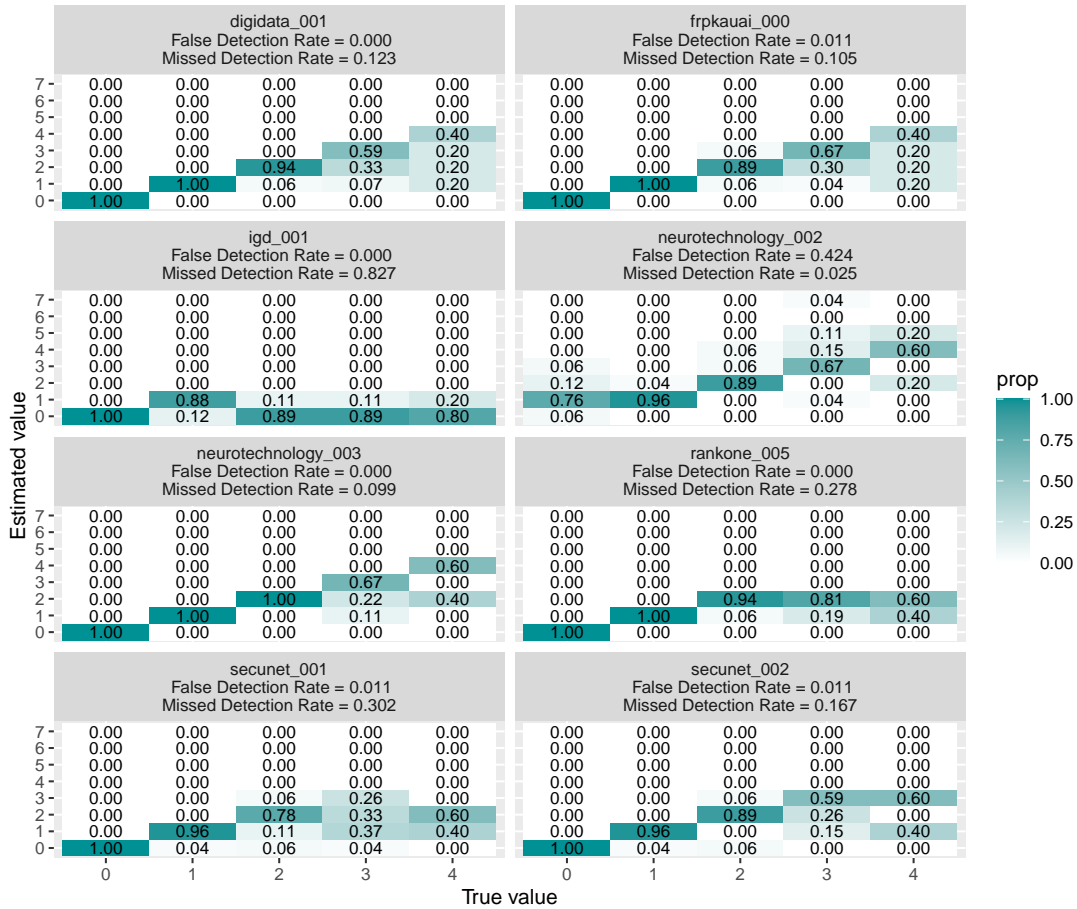 digidata_001
False Detection Rate = 0.000
Missed Detection Rate = 0.123
7 0.00 0.00 0.00 0.00 0.00
6 0.00 0.00 0.00 0.00 0.00
5 0.00 0.00 0.00 0.00 0.00
4 0.00 0.00 0.00 0.00 0.40
3 0.00 0.00 0.00 0.59 0.20
2 0.00 0.00 0.94 0.33 0.20
1 0.00 1.00 0.06 0.07 0.20
0 1.00 0.00 0.00 0.00 0.00
frpkauai_000
False Detection Rate = 0.011
Missed Detection Rate = 0.105
0.00 0.00 0.00 0.00 0.00
0.00 0.00 0.00 0.00 0.00
0.00 0.00 0.00 0.00 0.00
0.00 0.00 0.00 0.00 0.40
0.00 0.00 0.06 0.67 0.20
0.00 0.00 0.89 0.30 0.20
0.00 1.00 0.06 0.04 0.20
1.00 0.00 0.00 0.00 0.00
igd_001
False Detection Rate = 0.000
Missed Detection Rate = 0.827
7 0.00 0.00 0.00 0.00 0.00
6 0.00 0.00 0.00 0.00 0.00
5 0.00 0.00 0.00 0.00 0.00
4 0.00 0.00 0.00 0.00 0.00
3 0.00 0.00 0.00 0.00 0.00
2 0.00 0.00 0.00 0.00 0.00
1 0.00 0.88 0.11 0.11 0.20
0 1.00 0.12 0.89 0.89 0.80
neurotechnology_002
False Detection Rate = 0.424
Missed Detection Rate = 0.025
0.00 0.00 0.00 0.04 0.00
0.00 0.00 0.00 0.00 0.00
0.00 0.00 0.00 0.11 0.20
0.00 0.00 0.06 0.15 0.60
0.06 0.00 0.06 0.67 0.00
0.12 0.04 0.89 0.00 0.20
0.76 0.96 0.00 0.04 0.00
0.06 0.00 0.00 0.00 0.00
neurotechnology_003
False Detection Rate = 0.000
Missed Detection Rate = 0.099
7 0.00 0.00 0.00 0.00 0.00
6 0.00 0.00 0.00 0.00 0.00
5 0.00 0.00 0.00 0.00 0.00
4 0.00 0.00 0.00 0.00 0.60
3 0.00 0.00 0.00 0.67 0.00
2 0.00 0.00 1.00 0.22 0.40
1 0.00 1.00 0.00 0.11 0.00
0 1.00 0.00 0.00 0.00 0.00
rankone_005
False Detection Rate = 0.000
Missed Detection Rate = 0.278
0.00 0.00 0.00 0.00 0.00
0.00 0.00 0.00 0.00 0.00
0.00 0.00 0.00 0.00 0.00
0.00 0.00 0.00 0.00 0.00
0.00 0.00 0.00 0.00 0.00
0.00 0.00 0.94 0.81 0.60
0.00 1.00 0.06 0.19 0.40
1.00 0.00 0.00 0.00 0.00
secunet_001
False Detection Rate = 0.011
Missed Detection Rate = 0.302
7 0.00 0.00 0.00 0.00 0.00
6 0.00 0.00 0.00 0.00 0.00
5 0.00 0.00 0.00 0.00 0.00
4 0.00 0.00 0.00 0.00 0.00
3 0.00 0.00 0.06 0.26 0.00
2 0.00 0.00 0.78 0.33 0.60
1 0.00 0.96 0.11 0.37 0.40
0 1.00 0.04 0.06 0.04 0.00
0 1 2 3 4
secunet_002
False Detection Rate = 0.011
Missed Detection Rate = 0.167
0.00 0.00 0.00 0.00 0.00
0.00 0.00 0.00 0.00 0.00
0.00 0.00 0.00 0.00 0.00
0.00 0.00 0.00 0.00 0.00
0.00 0.00 0.06 0.59 0.60
0.00 0.00 0.89 0.26 0.00
0.00 0.96 0.00 0.15 0.40
1.00 0.04 0.06 0.00 0.00
0 1 2 3 4
True value
Estimated value
prop
1.00
0.75
0.50
0.25
0.00